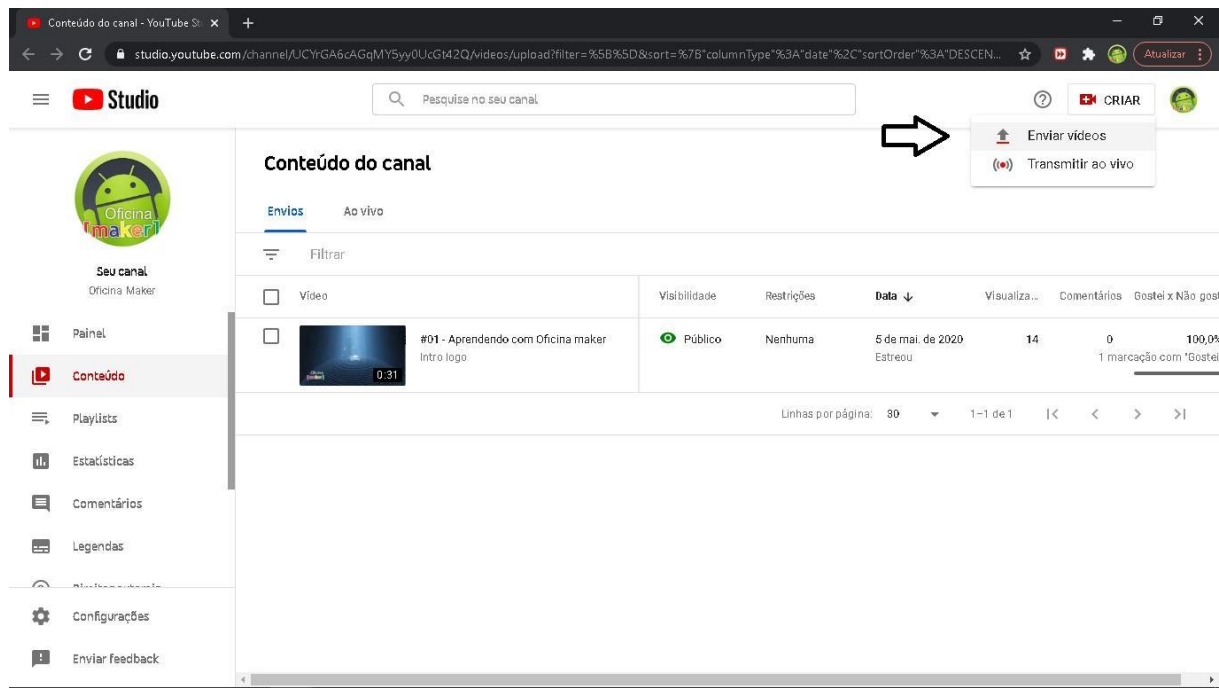 Conteúdo do canal - YouTube St
studio.youtube.com/channel/UCYrGA6cAGqMY5yy0UcGt42Q/videos/upload?filter=%5B%5D&sort=%7B"columnType"%3A"date"%2C"sortOrder"%3A"DESCEN...
Atualizar
Studio
Pesquise no seu canal
CRIAR
Enviar vídeos
Transmitir ao vivo
Oficina
[maker]
Seu canal
Oficina Maker
Painel
Conteúdo
Playlists
Estatísticas
Comentários
Legendas
Configurações
Enviar feedback
Conteúdo do canal
Envios Ao vivo
Filtrar
Vídeo Visibilidade Restrições Data Visualiza... Comentários Gostei x Não gost
#01 - Aprendendo com Oficina maker Público Nenhuma 5 de mai. de 2020 14 0 100,0%
Intro logo Estreou 1 marcação com "Gostei
0:31
Linhas por página: 30 1–1 de 1